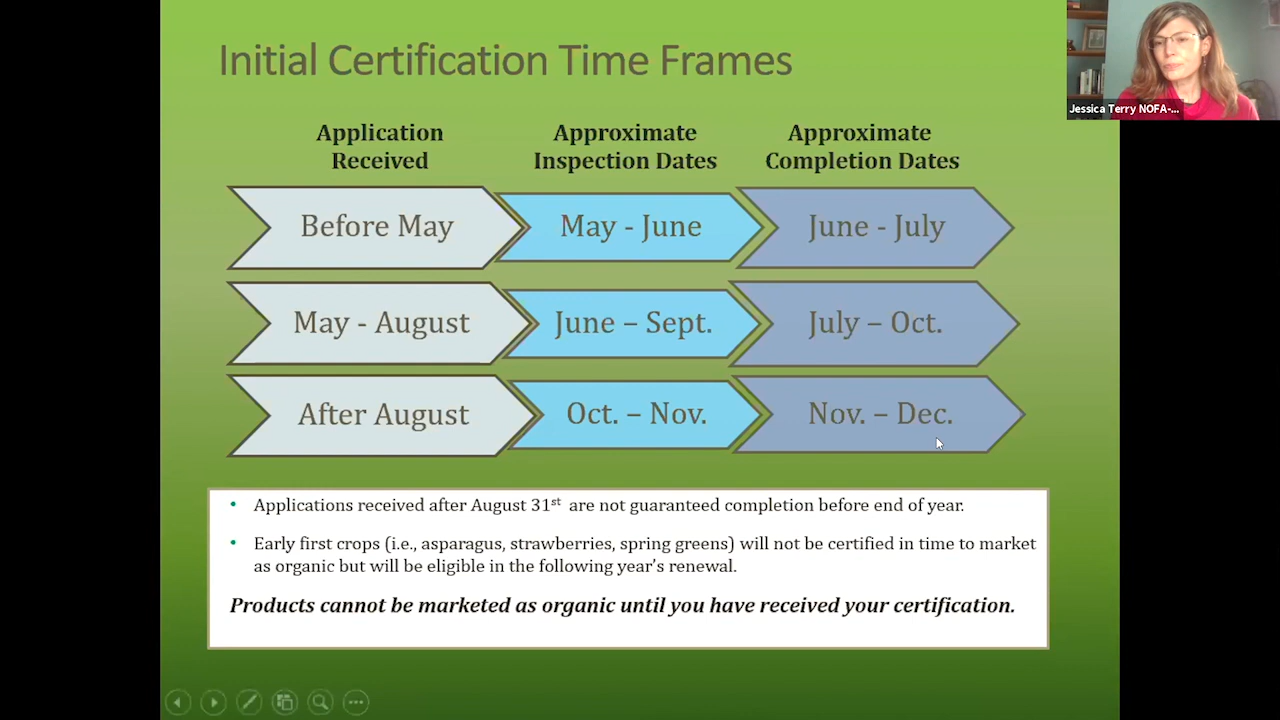 Initial Certification Time Frames
Jessica Terry NOFA-...
Application
Received
Approximate
Inspection Dates
Approximate
Completion Dates
Before May
May - June
June - July
May - August
June – Sept.
July – Oct.
After August
Oct. – Nov.
Nov. – Dec.
• Applications received after August 31st are not guaranteed completion before end of year.
• Early first crops (i.e., asparagus, strawberries, spring greens) will not be certified in time to market
as organic but will be eligible in the following year's renewal.
Products cannot be marketed as organic until you have received your certification.